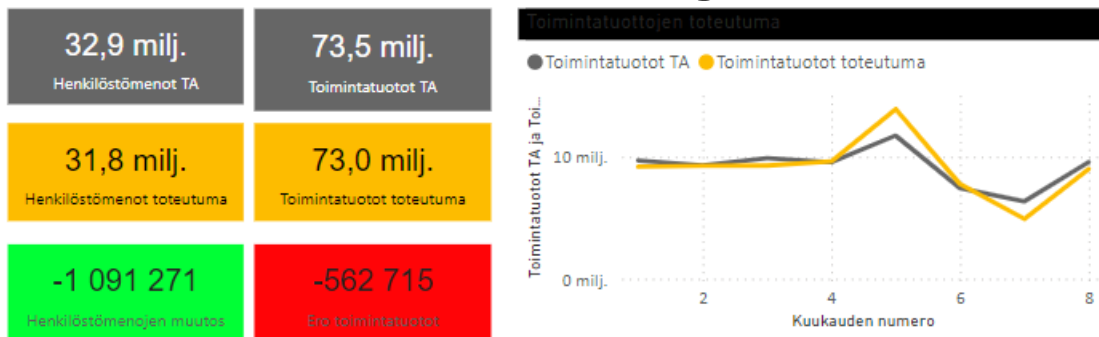 32,9 milj.
Henkilöstömenot TA
73,5 milj.
Toimintatuotot TA
31,8 milj.
Henkilöstömenot toteutuma
73,0 milj.
Toimintatuotot toteutuma
-1 091 271
Henkilöstömenojen muutos
-562 715
Ero toimintatuotot
Toimintatuottojen toteutuma
Toimintatuotot TA Toimintatuotot toteutuma
Toimintatuotot TA ja Toi...
10 milj.
0 milj.
2 4 6 8
Kuukauden numero